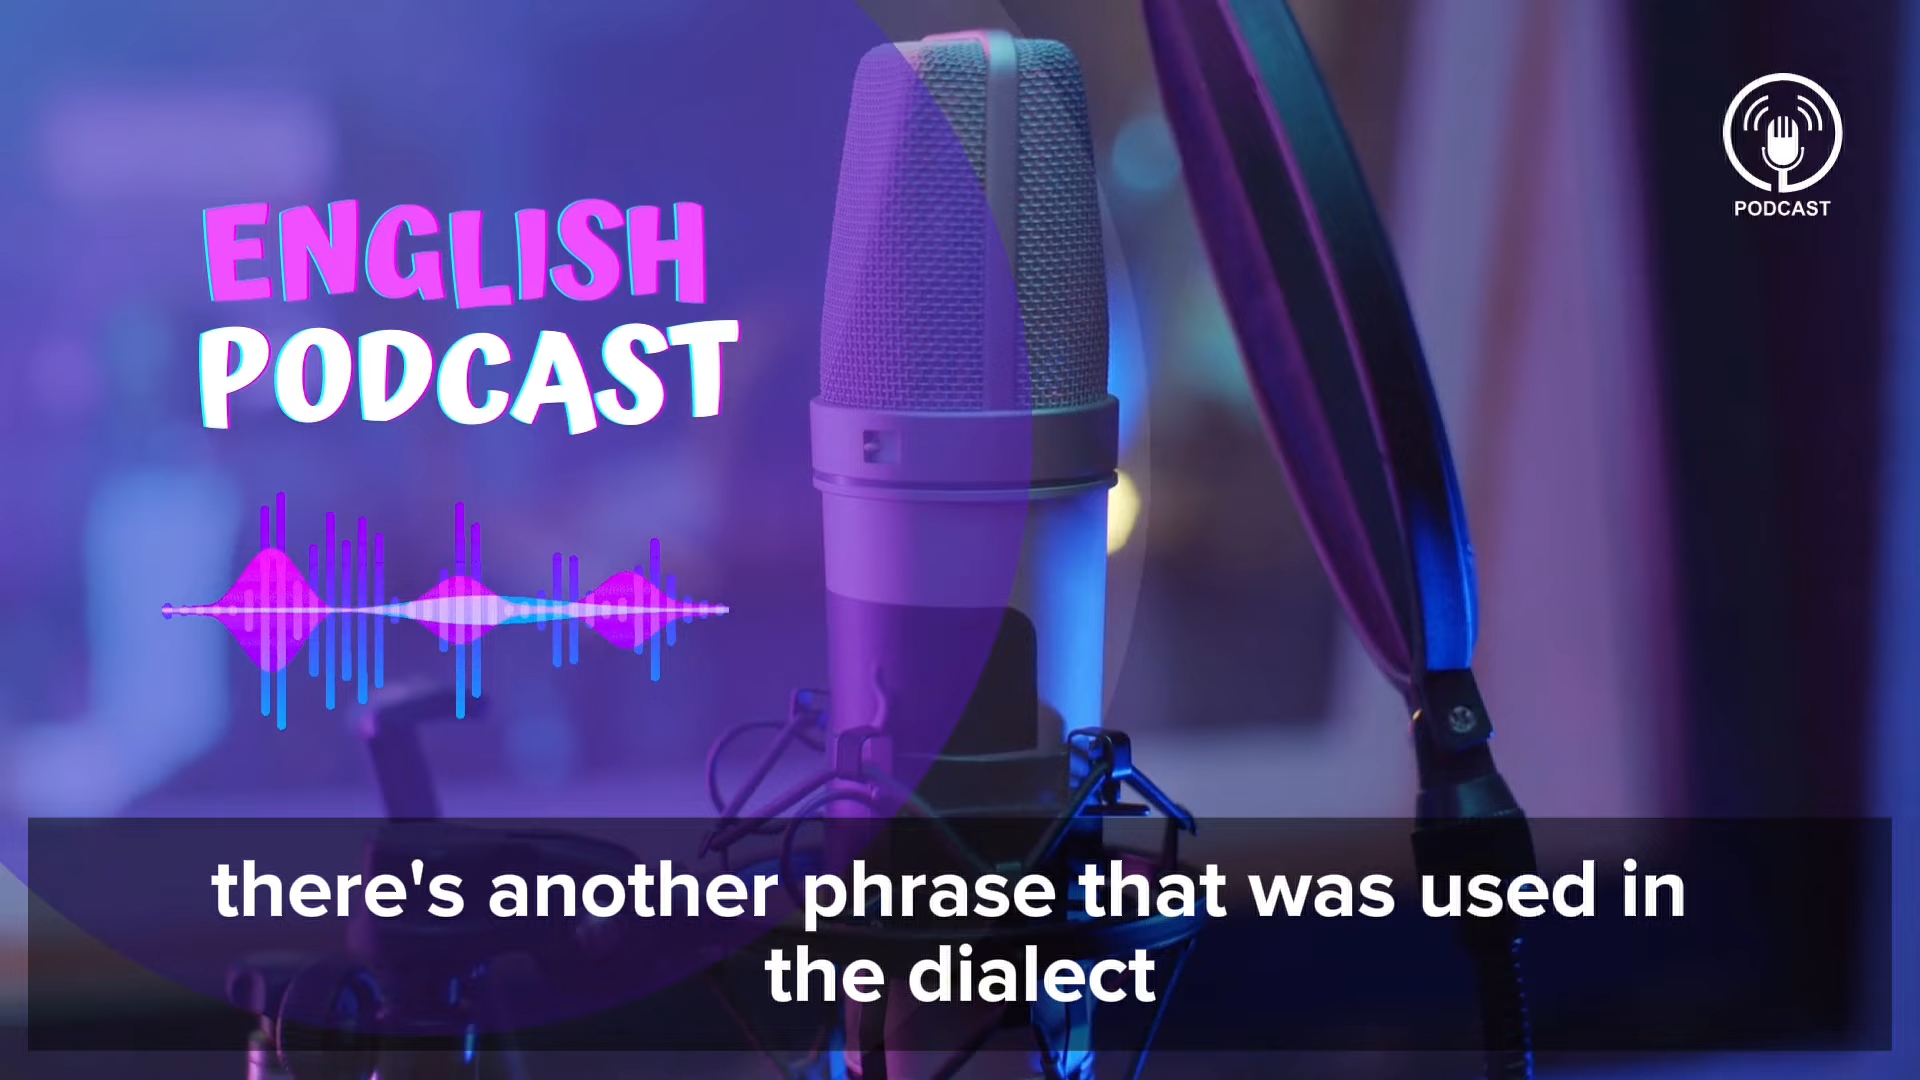 ENGLISH
PODCAST
PODCAST
there's another phrase that was used in
the dialect